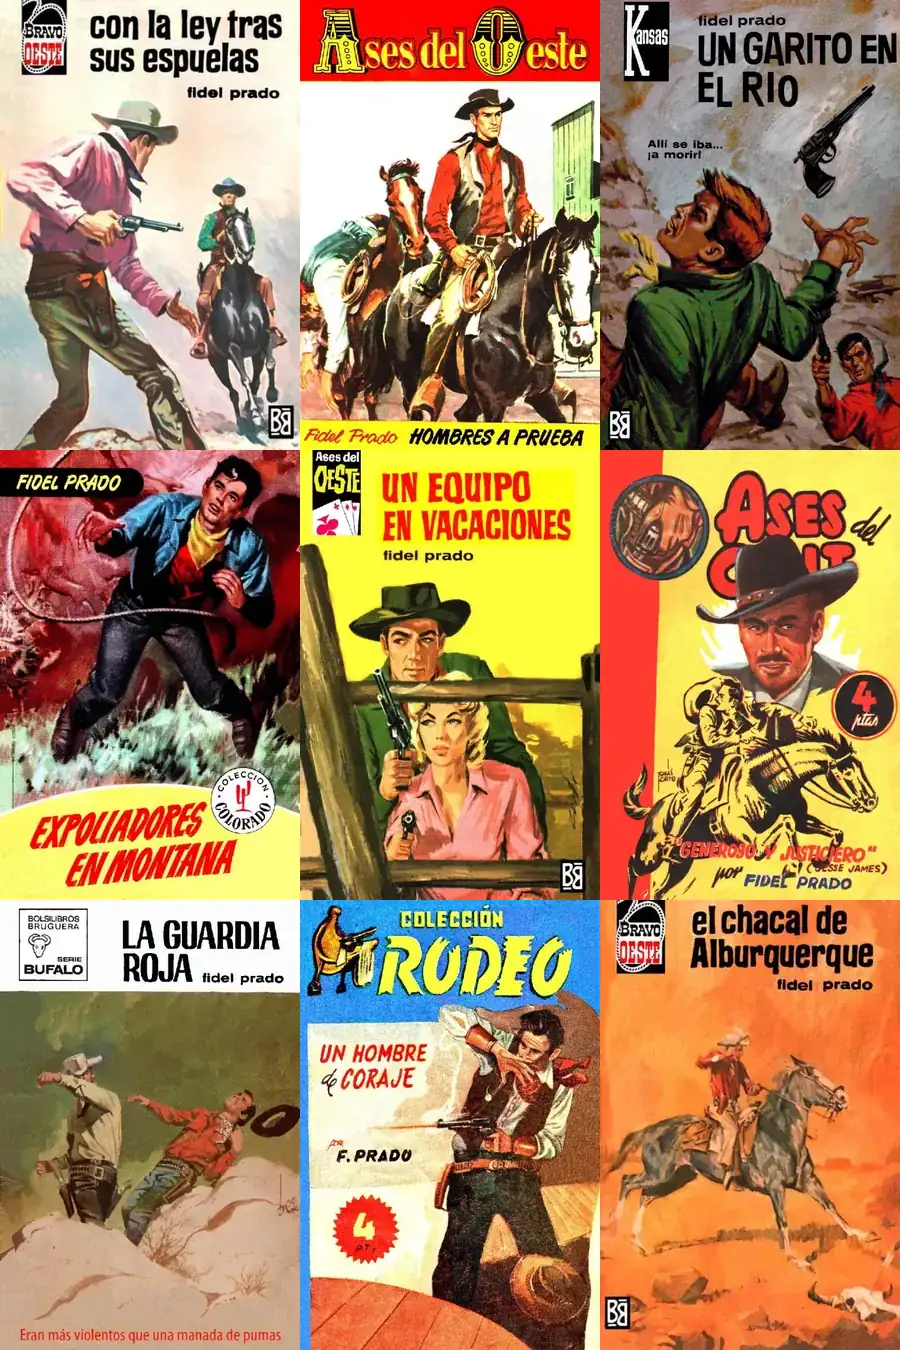 BRAVO
OESTE
con la ley tras
sus espuelas
fidel prado
BB
Ases del Oeste
Fidel Prado HOMBRES A PRUEBA
Kansas
fidel prado
UN GARITO EN
EL RIO
Allí se iba...
¡a morir!
BB
FIDEL PRADO
COLECCIÓN
COLORADO
EXPOLIADORES
EN MONTANA
Ases del
OESTE
UN EQUIPO
EN VACACIONES
fidel prado
BB
ASES del
4
ptas
"GENEROSO Y JUSTICIERO"
(JESSE JAMES)
por FIDEL PRADO
BOLSILIBROS
BRUGUERA
SERIE
BUFALO
LA GUARDIA
ROJA fidel prado
Eran más violentos que una manada de pumas
COLECCIÓN
RODEO
UN HOMBRE
de CORAJE
por
F. PRADO
4
PTS
BRAVO
OESTE
el chacal de
Alburquerque
fidel prado
BB